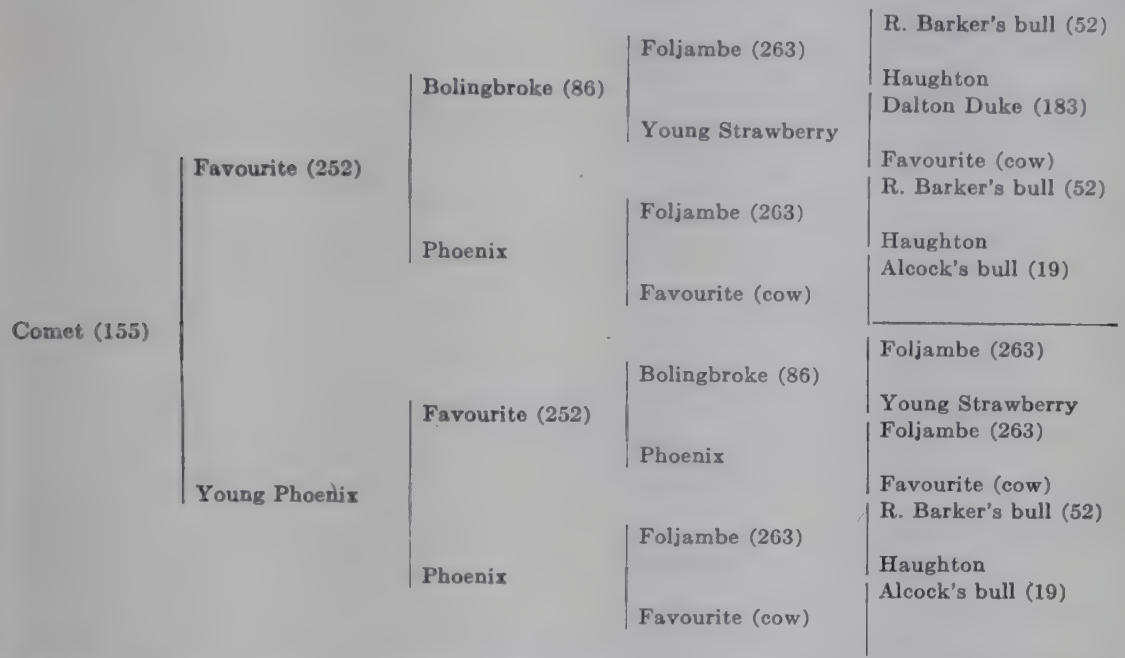 R. Barker's bull (52)
Foljambe (263)
Haughton
Bolingbroke (86)
Dalton Duke (183)
Young Strawberry
Favourite (cow)
Favourite (252)
R. Barker's bull (52)
Foljambe (263)
Haughton
Phoenix
Alcock's bull (19)
Favourite (cow)
Comet (155)
Foljambe (263)
Bolingbroke (86)
Young Strawberry
Favourite (252)
Foljambe (263)
Phoenix
Favourite (cow)
Young Phoenix
R. Barker's bull (52)
Foljambe (263)
Haughton
Phoenix
Alcock's bull (19)
Favourite (cow)